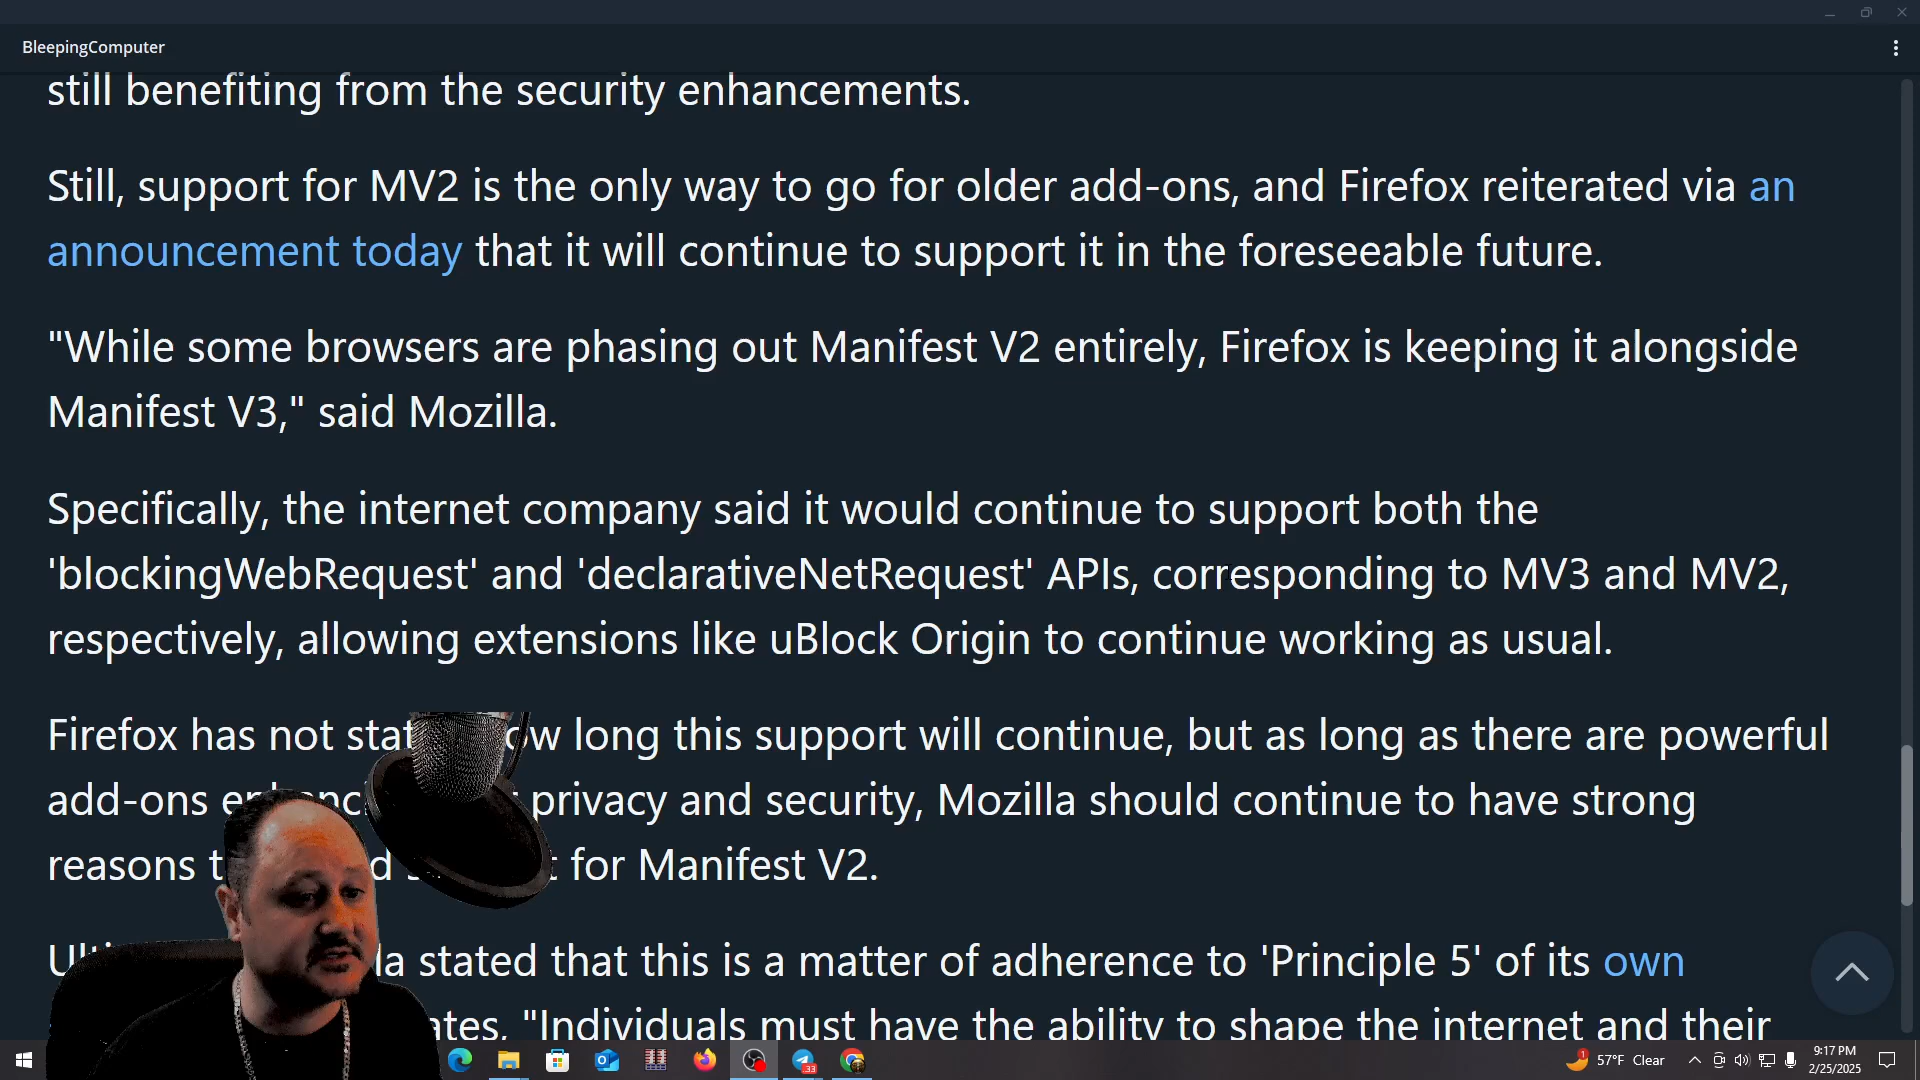 BleepingComputer
still benefiting from the security enhancements.
Still, support for MV2 is the only way to go for older add-ons, and Firefox reiterated via an
announcement today that it will continue to support it in the foreseeable future.
"While some browsers are phasing out Manifest V2 entirely, Firefox is keeping it alongside
Manifest V3," said Mozilla.
Specifically, the internet company said it would continue to support both the
'blockingWebRequest' and 'declarativeNetRequest' APIs, corresponding to MV3 and MV2,
respectively, allowing extensions like uBlock Origin to continue working as usual.
Firefox has not long this support will continue, but as long as there are powerful
add-ons privacy and security, Mozilla should continue to have strong
reasons for Manifest V2.
stated that this is a matter of adherence to 'Principle 5' of its own
"Individuals must have the ability to shape the internet and their
33
1
57°F Clear
9:17 PM
2/25/2025